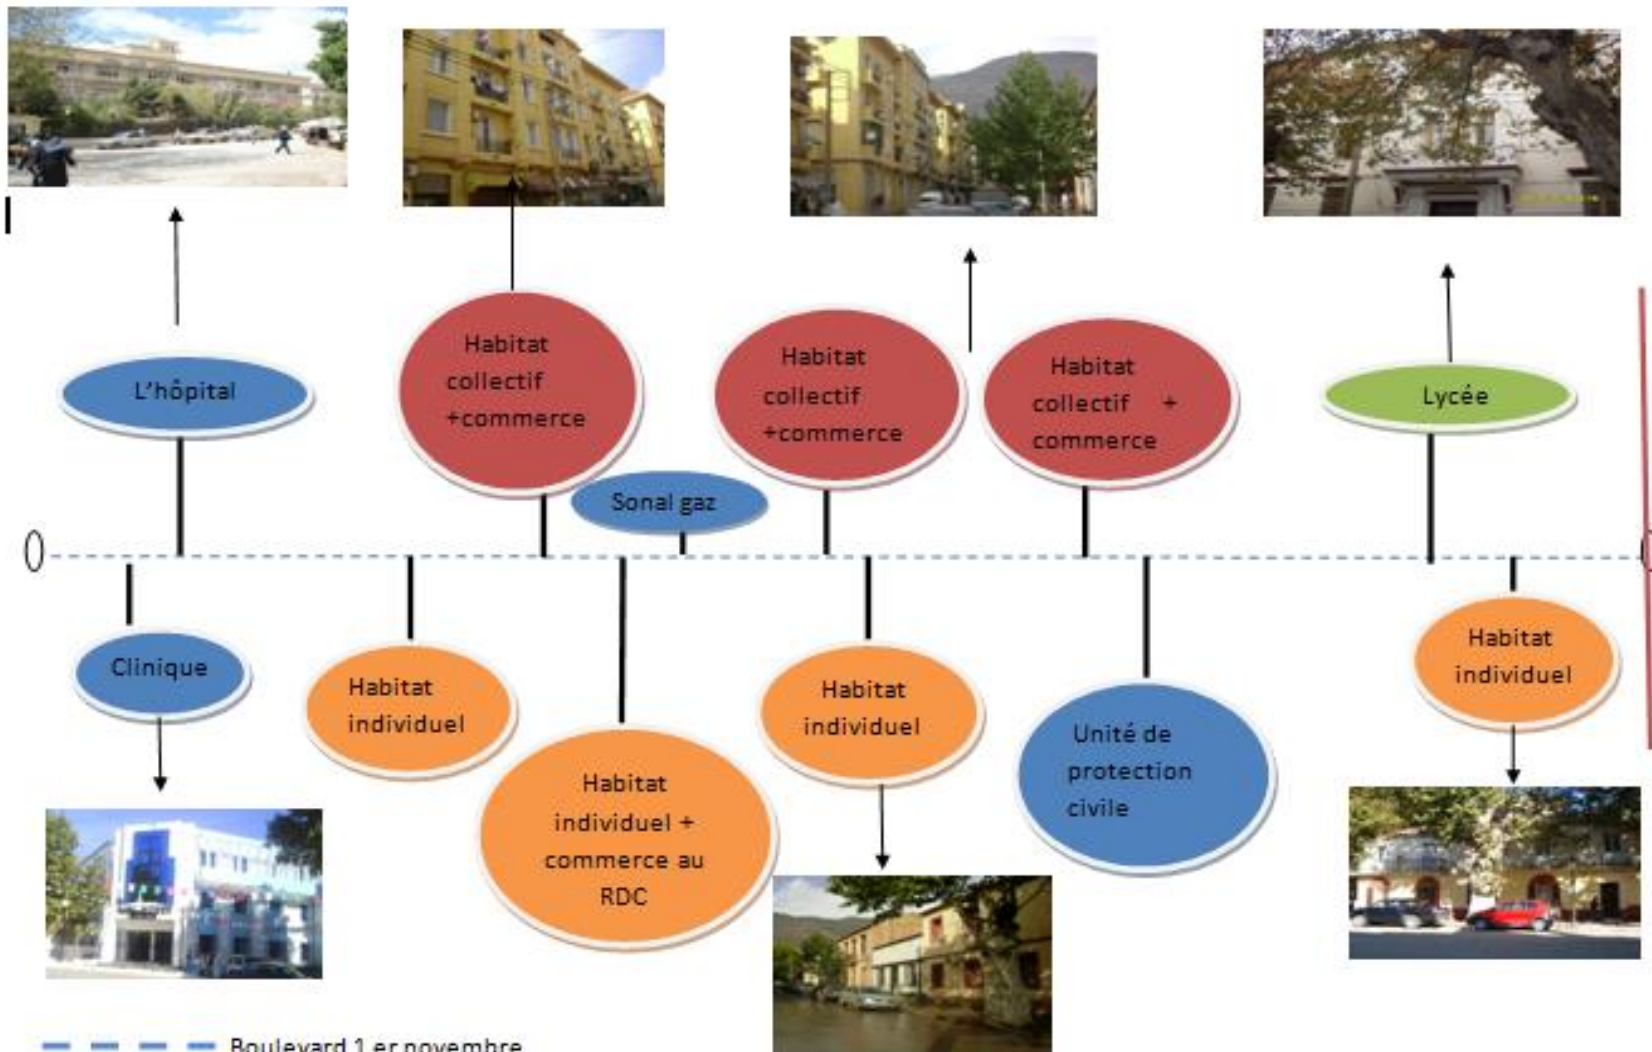 L'hôpital
Habitat
collectif
+commerce
Sonal gaz
Habitat
collectif
+commerce
Habitat
collectif +
commerce
Lycée
Clinique
Habitat
individuel
Habitat
individuel +
commerce au
RDC
Habitat
individuel
Unité de
protection
civile
Habitat
individuel
Boulevard 1 er novembre